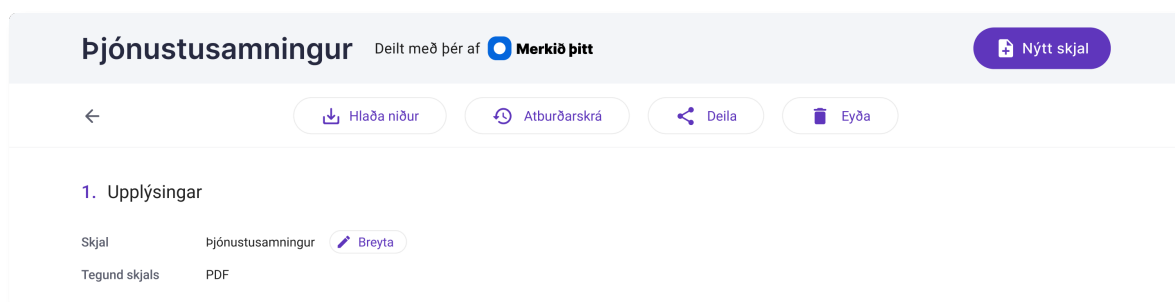 Þjónustusamningur Deilt með þér af Merkið þitt Nýtt skjal
Hlaða niður Atburðarskrá Deila Eyða
1. Upplýsingar
Skjal Þjónustusamningur Breyta
Tegund skjals PDF